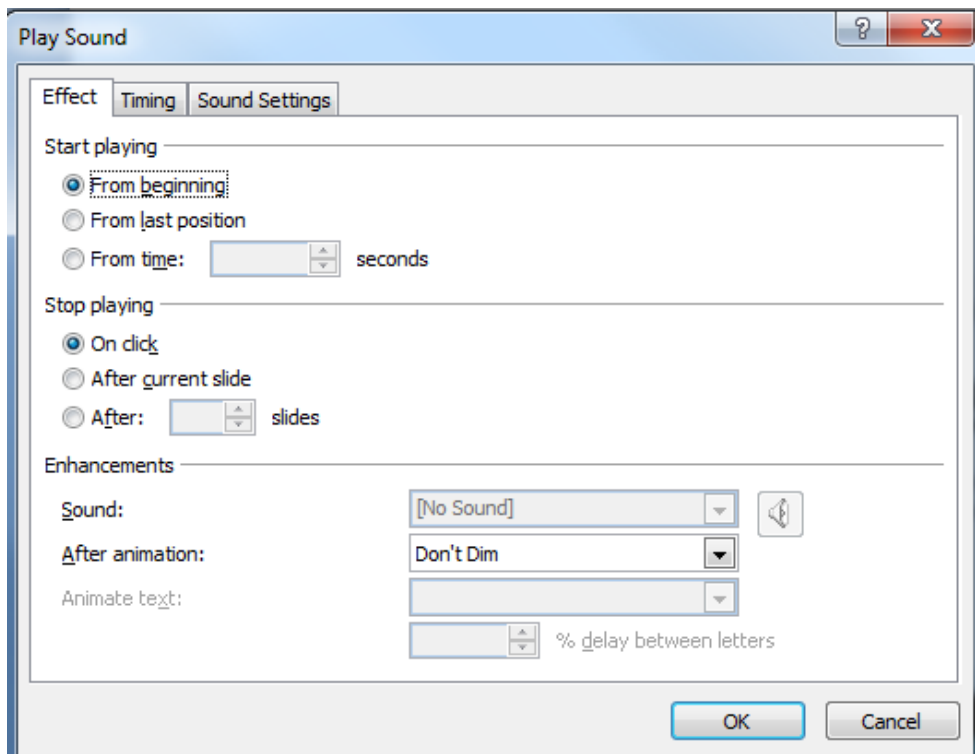 Play Sound
Effect Timing Sound Settings
Start playing
From beginning
From last position
From time: seconds
Stop playing
On click
After current slide
After: slides
Enhancements
Sound: [No Sound]
After animation: Don't Dim
Animate text:
% delay between letters
OK Cancel